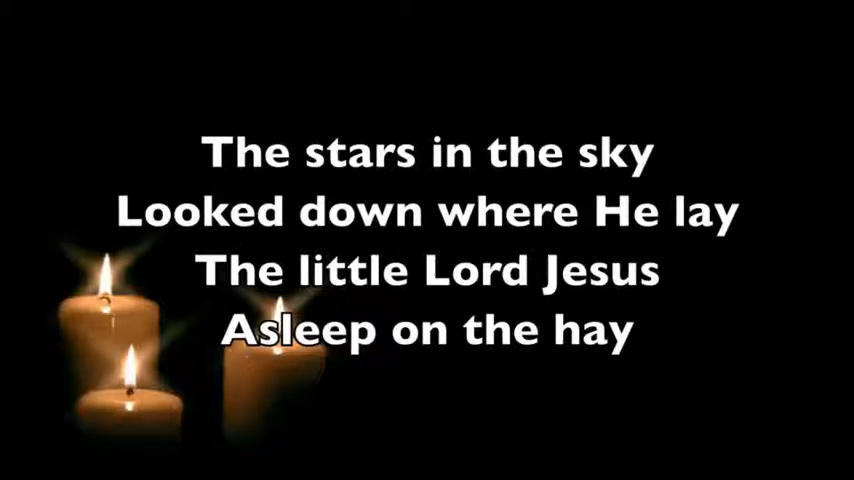 The stars in the sky
Looked down where He lay
The little Lord Jesus
Asleep on the hay